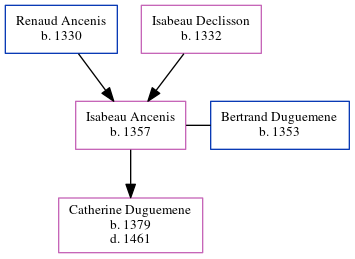 Renaud Ancenis
b. 1330
Isabeau Declisson
b. 1332
Isabeau Ancenis
b. 1357
Bertrand Duguemene
b. 1353
Catherine Duguemene
b. 1379
d. 1461